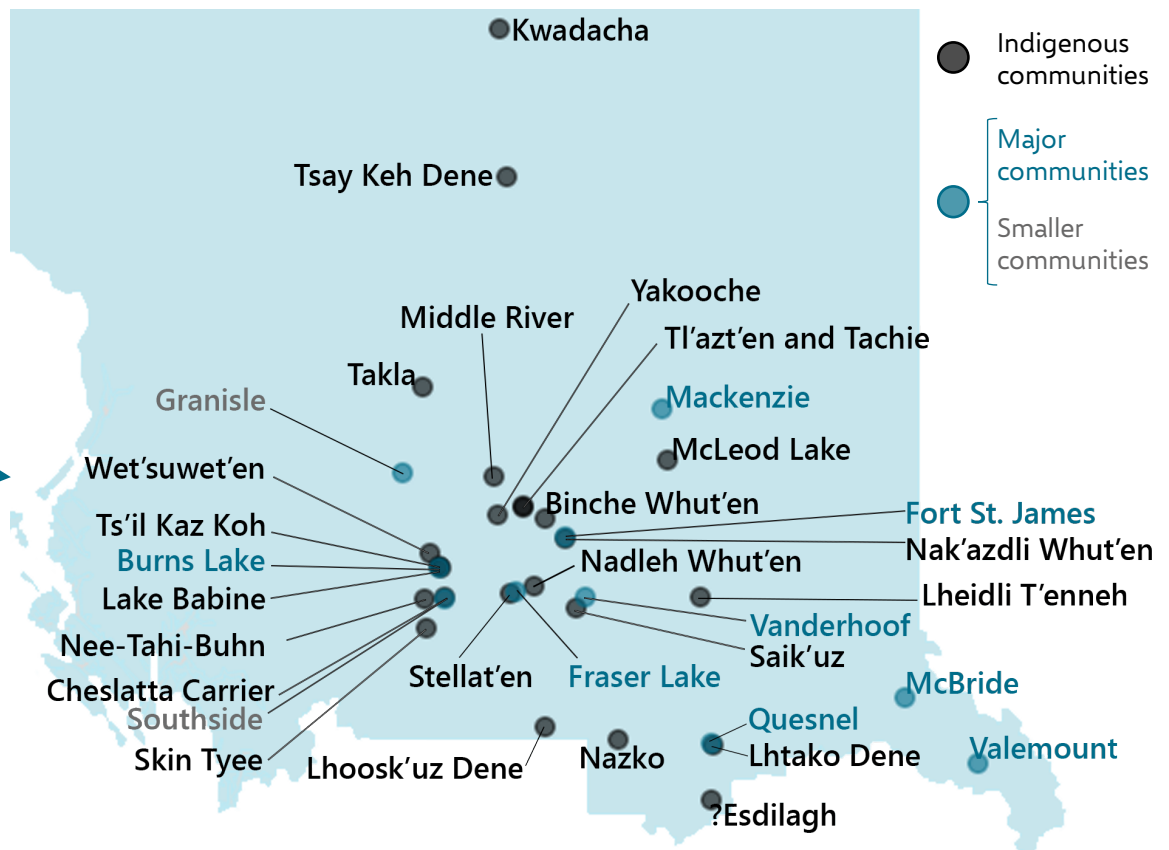 Kwadacha
Indigenous
communities
Major
communities
Tsay Keh Dene
Smaller
communities
Yakooche
Middle River
Tl’azt’en and Tachie
Takla
Granisle
Mackenzie
McLeod Lake
Wet’suwet’en
Binche Whut’en
Fort St. James
Ts’il Kaz Koh
Nak’azdli Whut’en
Burns Lake
Nadleh Whut’en
Lake Babine
Lheidli T’enneh
Vanderhoof
Nee-Tahi-Buhn
Saik’uz
Stellat’en
Fraser Lake
McBride
Cheslatta Carrier
Southside
Quesnel
Skin Tyee
Lhoosk’uz Dene
Nazko
Lhtako Dene
Valemount
?Esdilagh